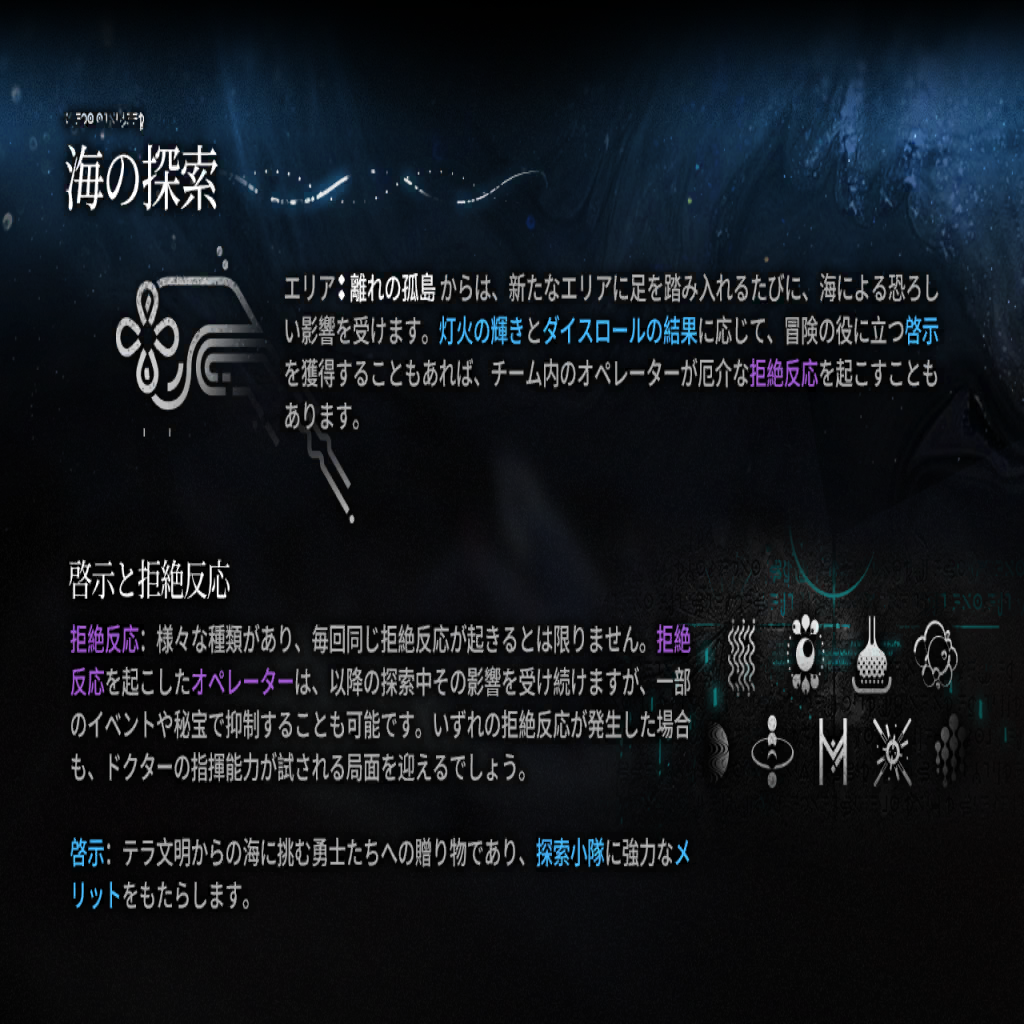 海の探索
エリア：離れの孤島 からは、新たなエリアに足を踏み入れるたびに、海による恐ろし
い影響を受けます。灯火の輝きとダイスロールの結果に応じて、冒険の役に立つ啓示
を獲得することもあれば、チーム内のオペレーターが厄介な拒絶反応を起こすことも
あります。
啓示と拒絶反応
拒絶反応：様々な種類があり、毎回同じ拒絶反応が起きるとは限りません。拒絶
反応を起こしたオペレーターは、以降の探索中その影響を受け続けますが、一部
のイベントや秘宝で抑制することも可能です。いずれの拒絶反応が発生した場合
も、ドクターの指揮能力が試される局面を迎えるでしょう。
啓示：テラ文明からの海に挑む勇士たちへの贈り物であり、探索小隊に強力なメ
リットをもたらします。